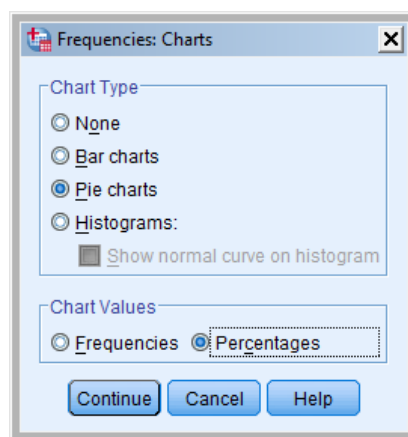 Frequencies: Charts
Chart Type
None
Bar charts
Pie charts
Histograms:
Show normal curve on histogram
Chart Values
Frequencies Percentages
Continue Cancel Help